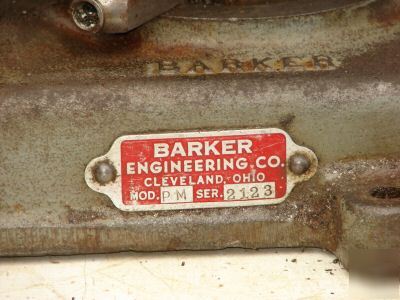 BARKER
BARKER
ENGINEERING.CO.
CLEVELAND, OHIO
MOD. PM SER. 2123